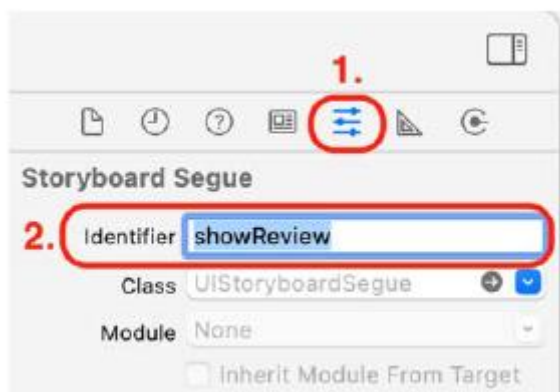 1.
Storyboard Segue
2. Identifier showReview
Class UIStoryboardSegue
Module None
Inherit Module From Target